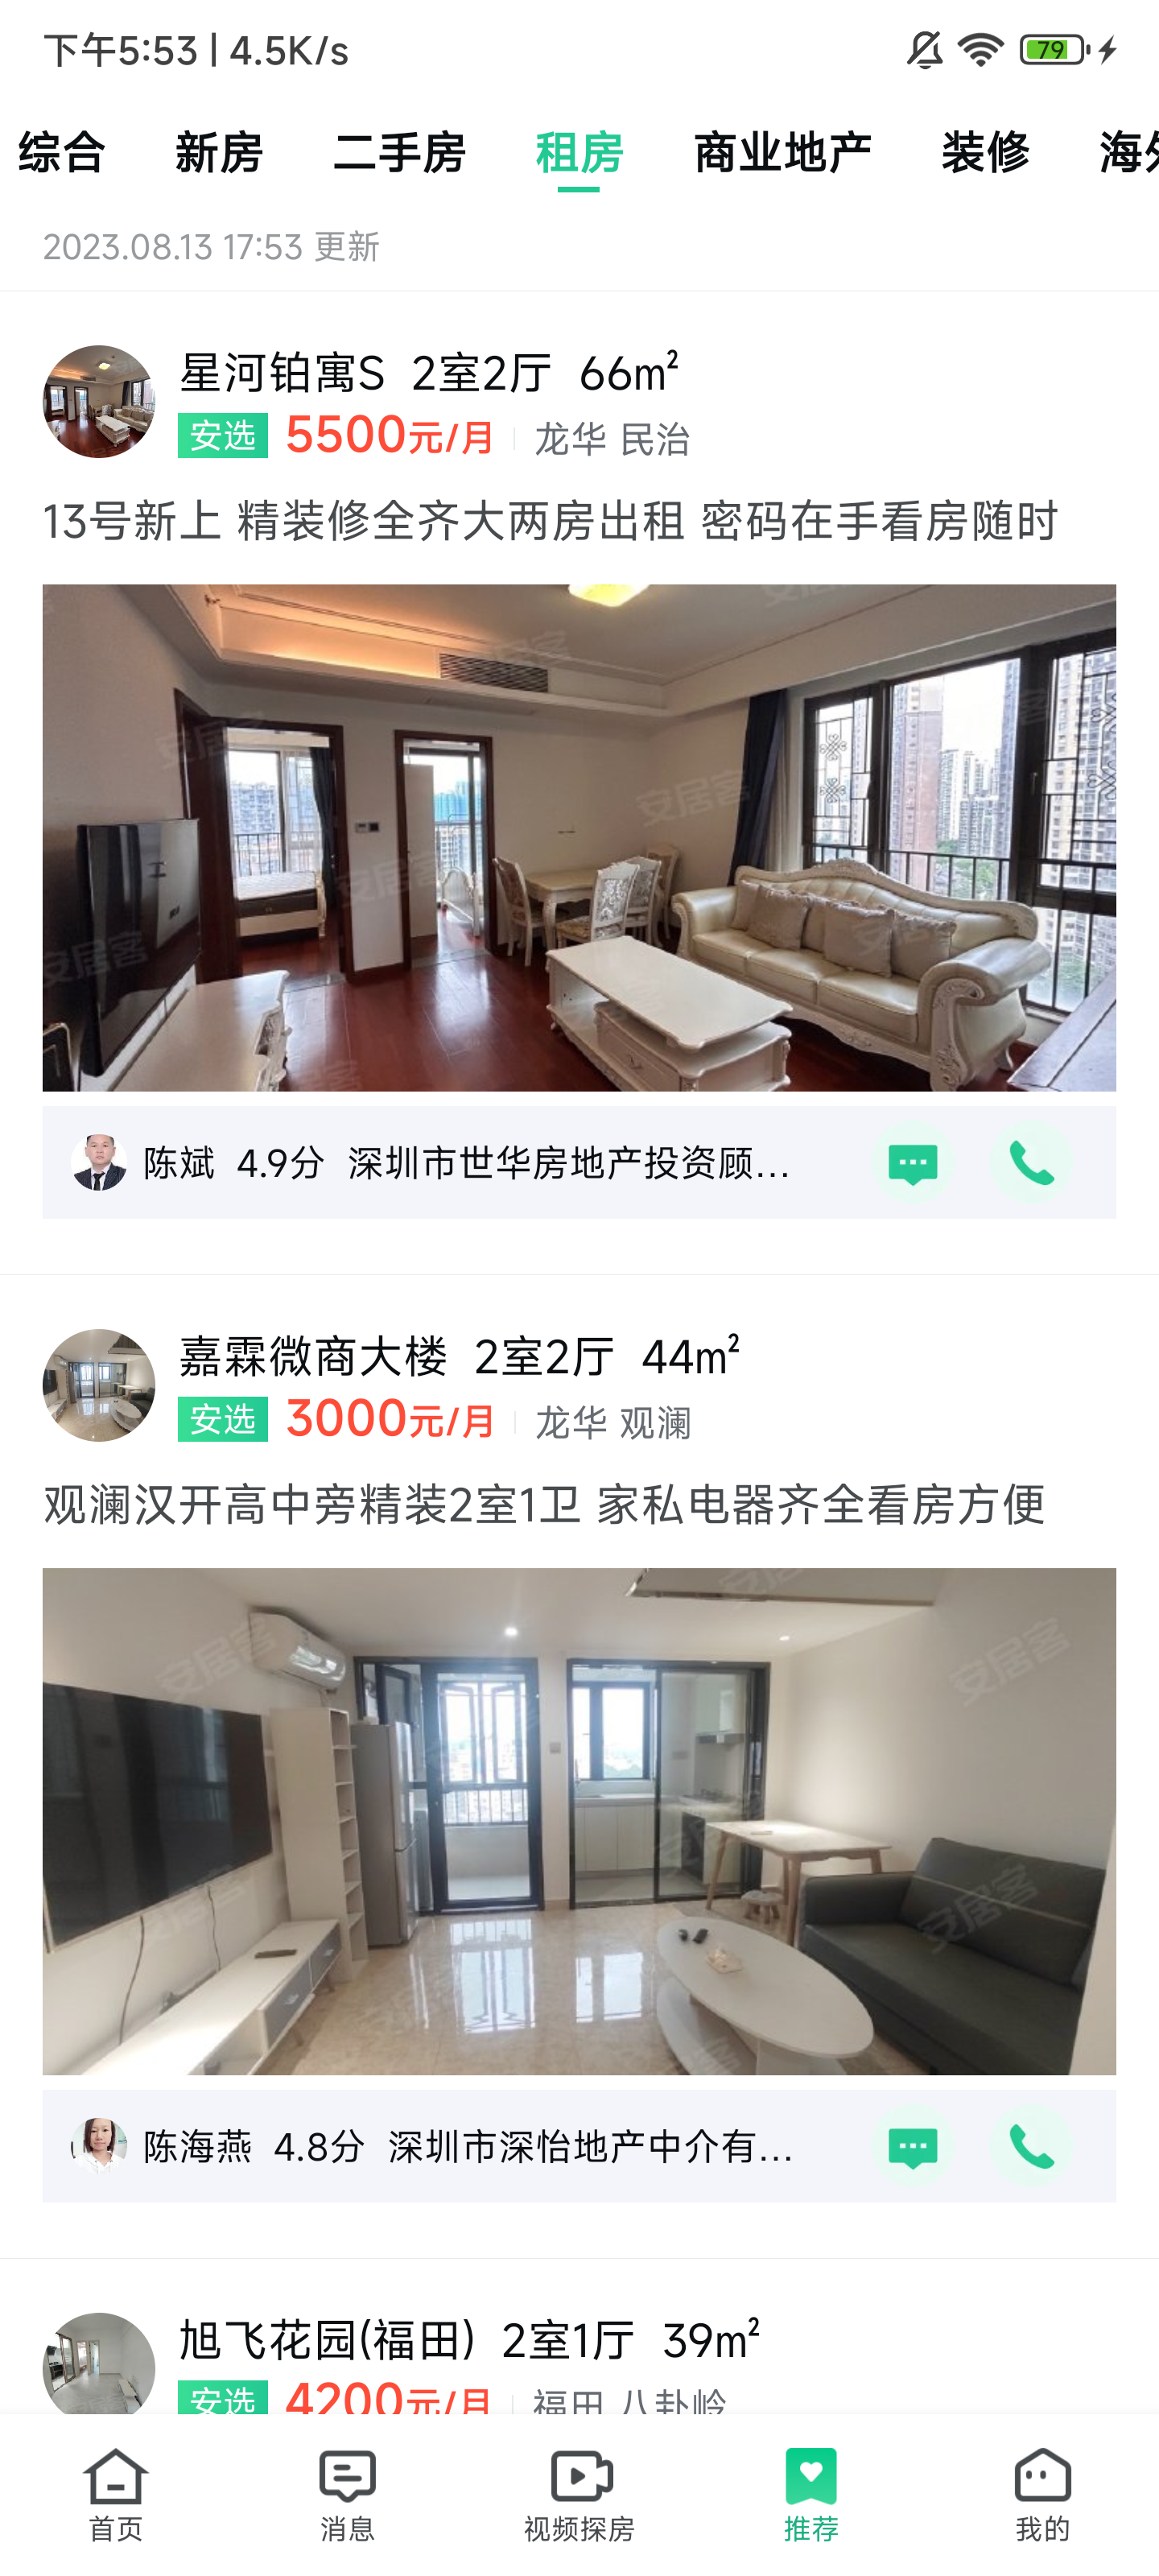 下午5:53 | 4.5K/s
79
综合 新房 二手房 租房 商业地产 装修 海外
2023.08.13 17:53 更新
星河铂寓S 2室2厅 66m²
安选 5500元/月 龙华 民治
13号新上 精装修全齐大两房出租 密码在手看房随时
安居客
陈斌 4.9分 深圳市世华房地产投资顾...
嘉霖微商大楼 2室2厅 44m²
安选 3000元/月 龙华 观澜
观澜汉开高中旁精装2室1卫 家私电器齐全看房方便
安居客
陈海燕 4.8分 深圳市深怡地产中介有...
旭飞花园(福田) 2室1厅 39m²
安选 4200元/月 福田 八卦岭
首页 消息 视频探房 推荐 我的